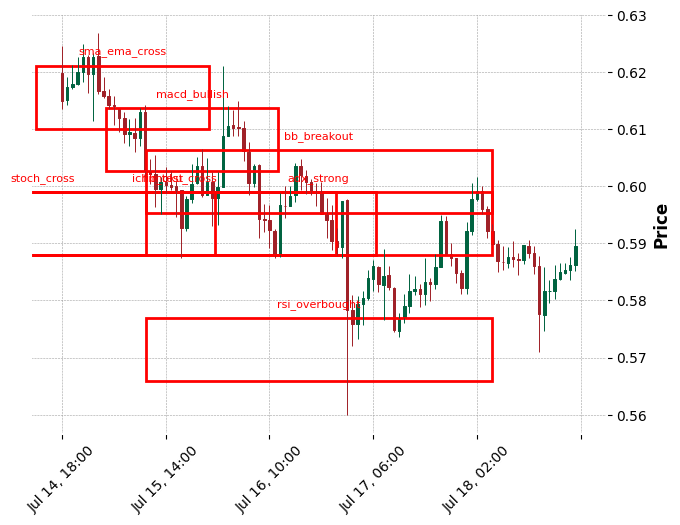 0.63
sma_ema_cross
0.62
macd_bullish
0.61
bb_breakout
stoch_cross
0.60
Price
0.59
0.58
rsi_overbought
0.57
0.56
Jul 14, 18:00
Jul 15, 14:00
Jul 16, 10:00
Jul 17, 06:00
Jul 18, 02:00